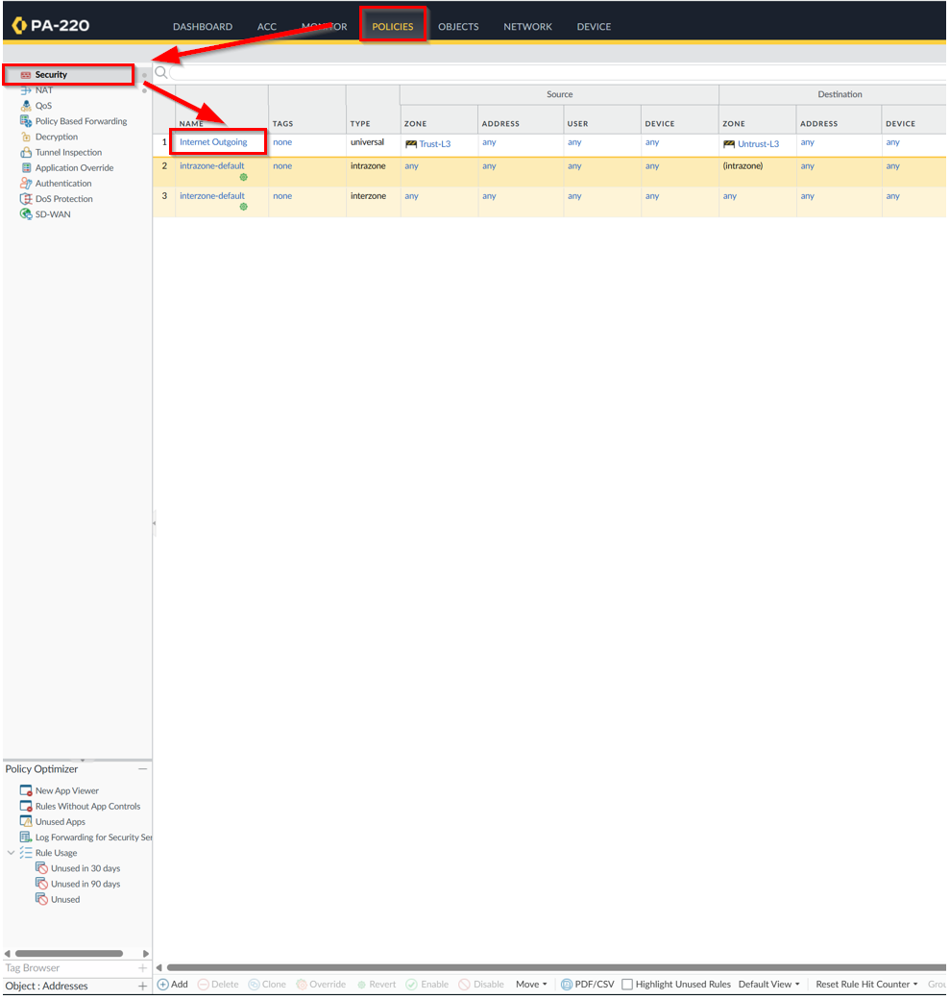 PA-220 DASHBOARD ACC MONITOR POLICIES OBJECTS NETWORK DEVICE
Security
NAT
QoS
Policy Based Forwarding
Decryption
Tunnel Inspection
Application Override
Authentication
DoS Protection
SD-WAN
Source Destination
NAME TAGS TYPE ZONE ADDRESS USER DEVICE ZONE ADDRESS DEVICE
1 Internet Outgoing none universal Trust-L3 any any any Untrust-L3 any any
2 intrazone-default none intrazone any any any any (intrazone) any any
3 interzone-default none interzone any any any any any any any
Policy Optimizer
New App Viewer
Rules Without App Controls
Unused Apps
Log Forwarding for Security Ser
Rule Usage
Unused in 30 days
Unused in 90 days
Unused
Tag Browser
Object : Addresses
Add Delete Clone Override Revert Enable Disable Move PDF/CSV Highlight Unused Rules Default View Reset Rule Hit Counter Grou